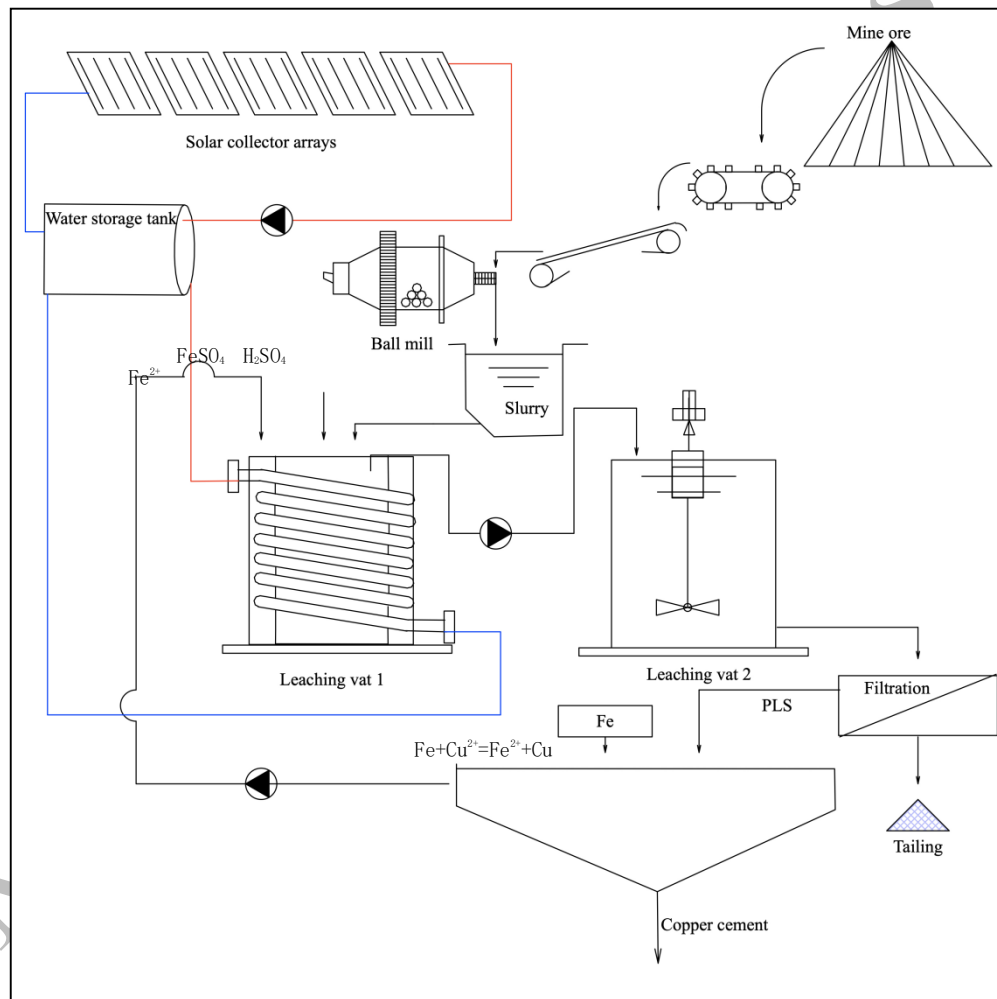 Mine ore
Solar collector arrays
Water storage tank
Ball mill
FeSO₄ H₂SO₄
Fe²⁺
Slurry
Leaching vat 1
Leaching vat 2
Filtration
PLS
Fe
Fe+Cu²⁺=Fe²⁺+Cu
Tailing
Copper cement